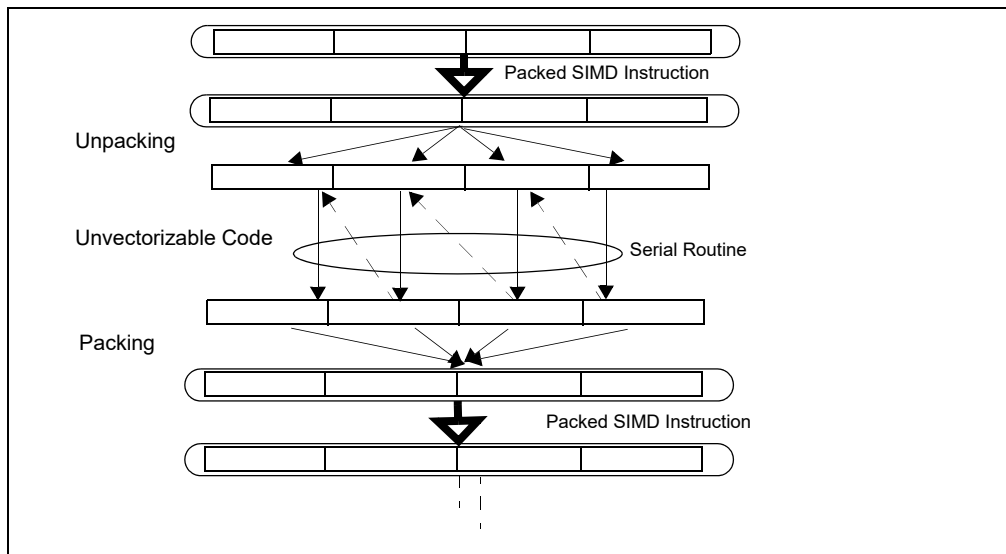 Packed SIMD Instruction
Unpacking
Unvectorizable Code
Serial Routine
Packing
Packed SIMD Instruction